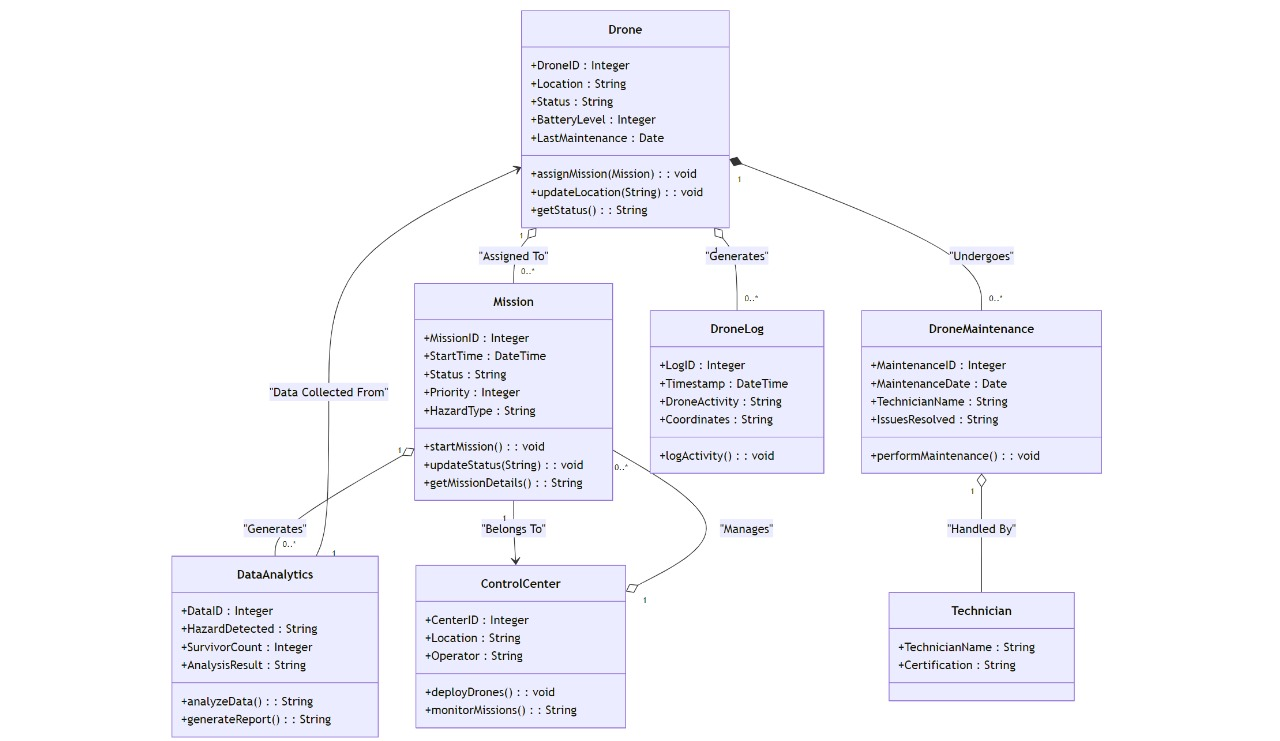 Drone
+DroneID : Integer
+Location : String
+Status : String
+BatteryLevel : Integer
+LastMaintenance : Date
+assignMission(Mission) : : void
+updateLocation(String) : : void
+getStatus() : : String
1
1
1
"Assigned To"
"Generates"
"Undergoes"
0..*
0..*
0..*
Mission
+MissionID : Integer
+StartTime : DateTime
+Status : String
+Priority : Integer
+HazardType : String
+startMission() : : void
+updateStatus(String) : : void
+getMissionDetails() : : String
DroneLog
+LogID : Integer
+Timestamp : DateTime
+DroneActivity : String
+Coordinates : String
+logActivity() : : void
DroneMaintenance
+MaintenanceID : Integer
+MaintenanceDate : Date
+TechnicianName : String
+IssuesResolved : String
+performMaintenance() : : void
"Data Collected From"
1
0..*
1
1
"Generates"
"Belongs To"
"Manages"
"Handled By"
0..*
1
1
DataAnalytics
+DataID : Integer
+HazardDetected : String
+SurvivorCount : Integer
+AnalysisResult : String
+analyzeData() : : String
+generateReport() : : String
ControlCenter
+CenterID : Integer
+Location : String
+Operator : String
+deployDrones() : : void
+monitorMissions() : : String
Technician
+TechnicianName : String
+Certification : String